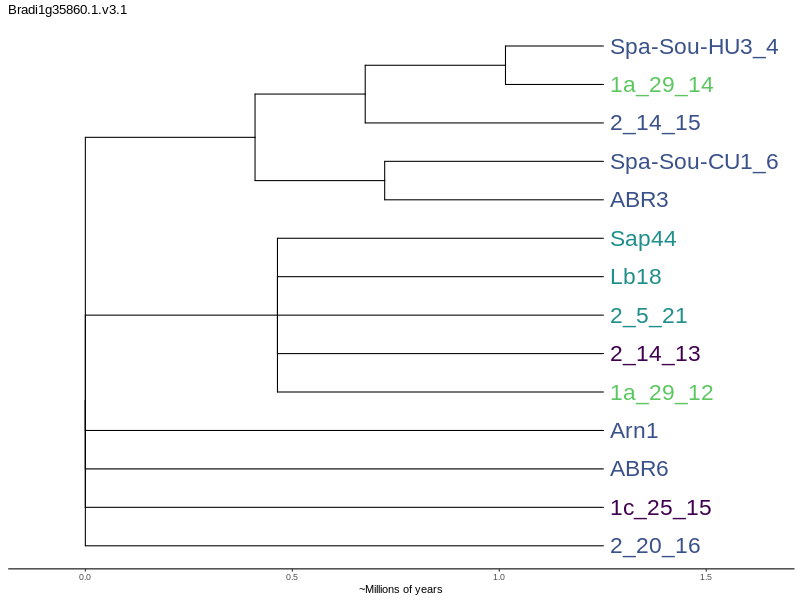 Bradi1g35860.1.v3.1
Spa-Sou-HU3_4
1a_29_14
2_14_15
Spa-Sou-CU1_6
ABR3
Sap44
Lb18
2_5_21
2_14_13
1a_29_12
Arn1
ABR6
1c_25_15
2_20_16
0.0 0.5 1.0 1.5
~Millions of years